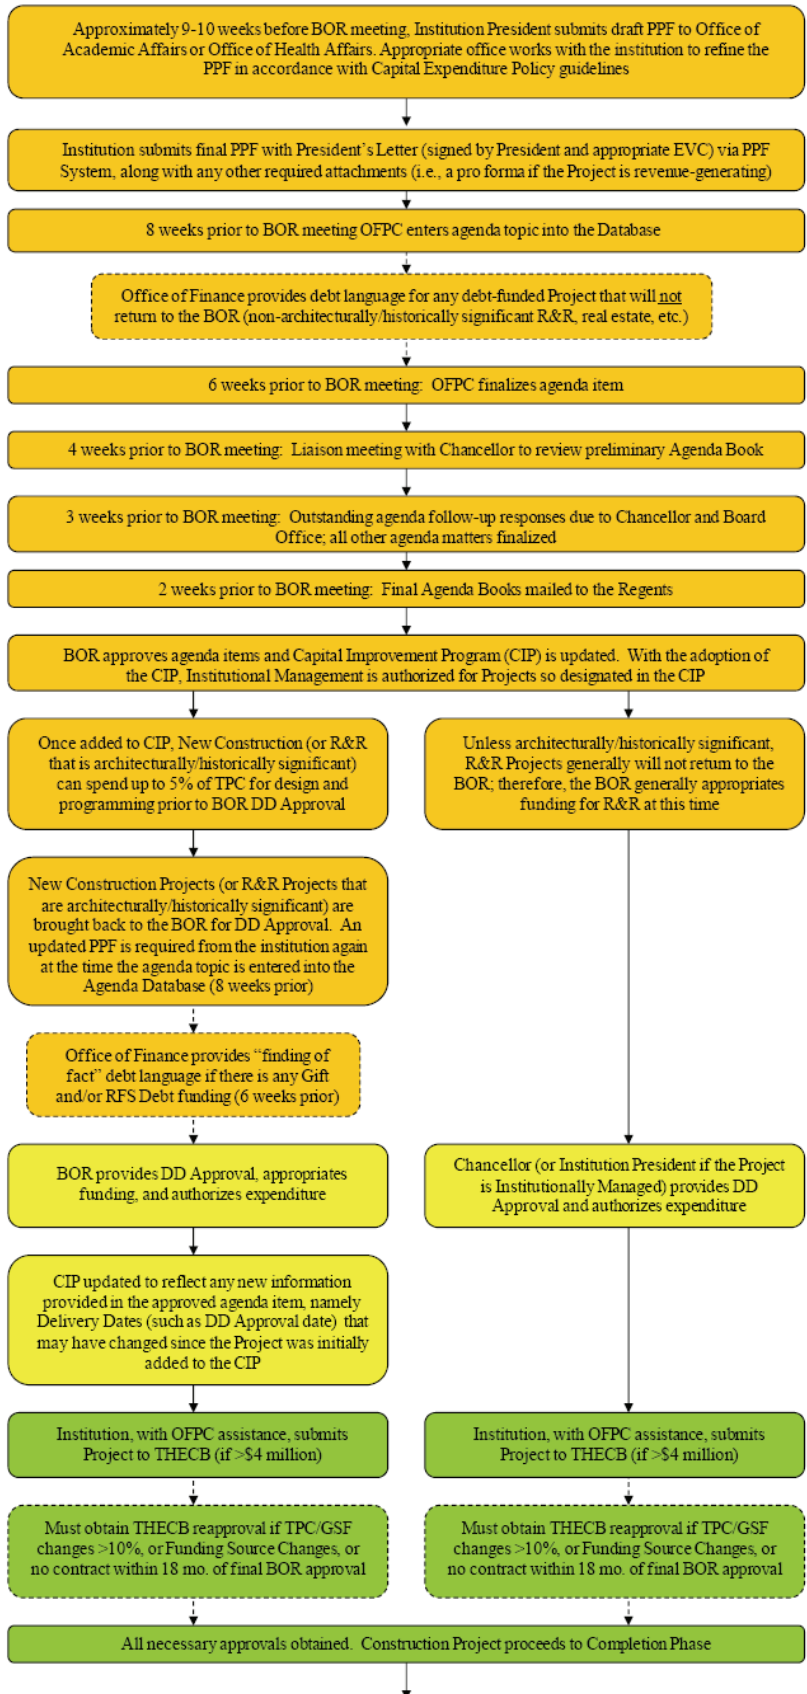 Approximately 9-10 weeks before BOR meeting, Institution President submits draft PPF to Office of
Academic Affairs or Office of Health Affairs. Appropriate office works with the institution to refine the
PPF in accordance with Capital Expenditure Policy guidelines
Institution submits final PPF with President's Letter (signed by President and appropriate EVC) via PPF
System, along with any other required attachments (i.e., a pro forma if the Project is revenue-generating)
8 weeks prior to BOR meeting OFPC enters agenda topic into the Database
Office of Finance provides debt language for any debt-funded Project that will not
return to the BOR (non-architecturally/historically significant R&R, real estate, etc.)
6 weeks prior to BOR meeting: OFPC finalizes agenda item
4 weeks prior to BOR meeting: Liaison meeting with Chancellor to review preliminary Agenda Book
3 weeks prior to BOR meeting: Outstanding agenda follow-up responses due to Chancellor and Board
Office; all other agenda matters finalized
2 weeks prior to BOR meeting: Final Agenda Books mailed to the Regents
BOR approves agenda items and Capital Improvement Program (CIP) is updated. With the adoption of
the CIP, Institutional Management is authorized for Projects so designated in the CIP
Once added to CIP, New Construction (or R&R
that is architecturally/historically significant)
can spend up to 5% of TPC for design and
programming prior to BOR DD Approval
Unless architecturally/historically significant,
R&R Projects generally will not return to the
BOR; therefore, the BOR generally appropriates
funding for R&R at this time
New Construction Projects (or R&R Projects that
are architecturally/historically significant) are
brought back to the BOR for DD Approval. An
updated PPF is required from the institution again
at the time the agenda topic is entered into the
Agenda Database (8 weeks prior)
Office of Finance provides “finding of
fact” debt language if there is any Gift
and/or RFS Debt funding (6 weeks prior)
BOR provides DD Approval, appropriates
funding, and authorizes expenditure
Chancellor (or Institution President if the Project
is Institutionally Managed) provides DD
Approval and authorizes expenditure
CIP updated to reflect any new information
provided in the approved agenda item, namely
Delivery Dates (such as DD Approval date) that
may have changed since the Project was initially
added to the CIP
Institution, with OFPC assistance, submits
Project to THECB (if >$4 million)
Institution, with OFPC assistance, submits
Project to THECB (if >$4 million)
Must obtain THECB reapproval if TPC/GSF
changes >10%, or Funding Source Changes, or
no contract within 18 mo. of final BOR approval
Must obtain THECB reapproval if TPC/GSF
changes >10%, or Funding Source Changes, or
no contract within 18 mo. of final BOR approval
All necessary approvals obtained. Construction Project proceeds to Completion Phase